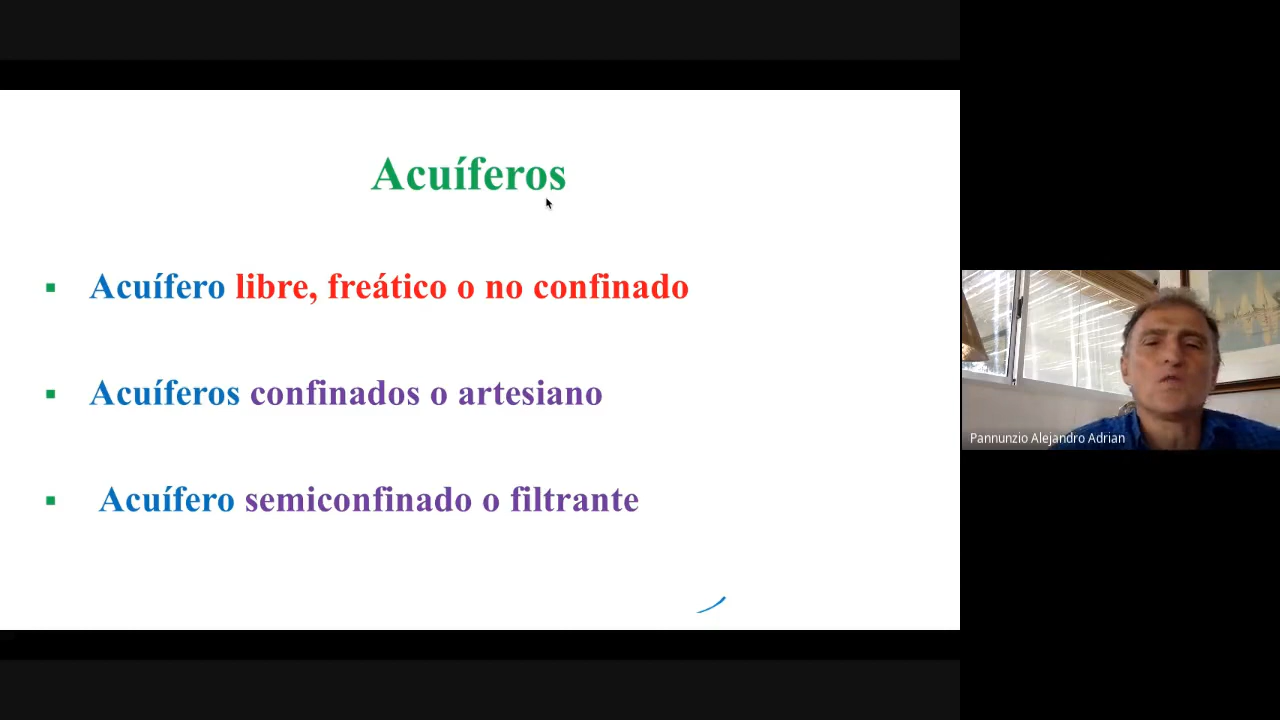 Acuíferos
Acuífero libre, freático o no confinado
Acuíferos confinados o artesiano
Acuífero semiconfinado o filtrante
Pannunzio Alejandro Adrian